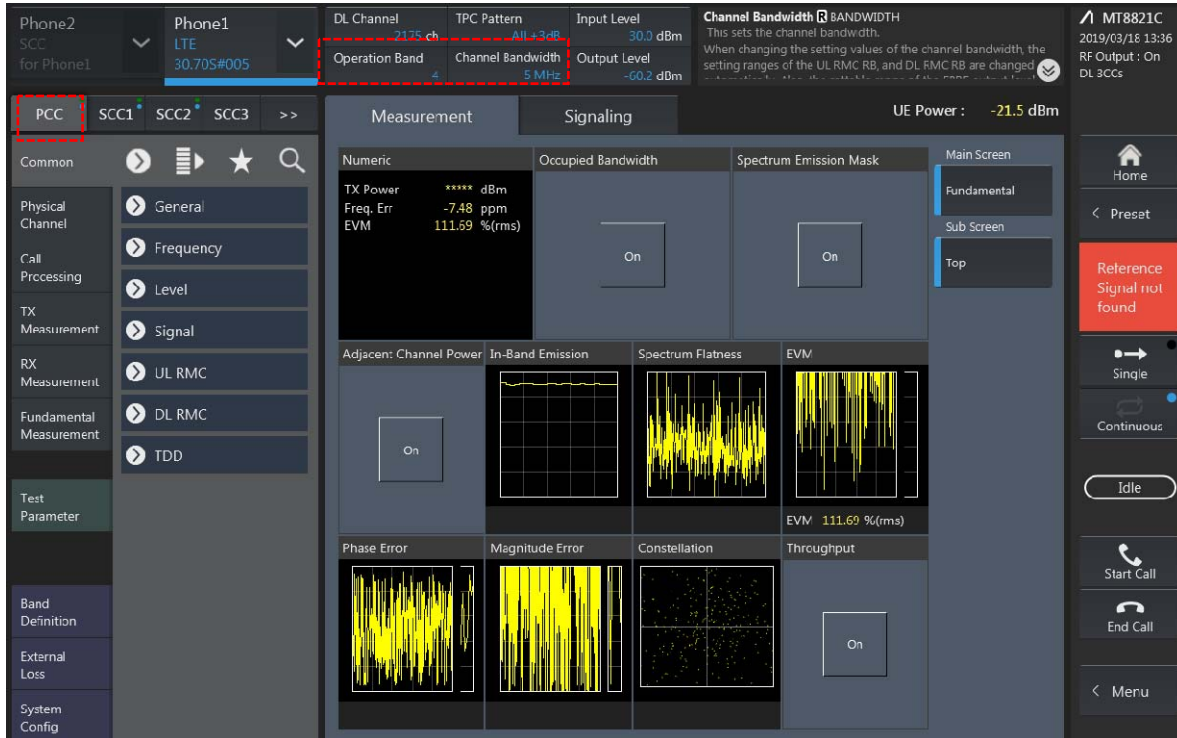 Phone2
SCC
for Phone1
Phone1
LTE
30.70S#005
DL Channel
2175 ch
TPC Pattern
All +3dB
Input Level
30.0 dBm
Operation Band
4
Channel Bandwidth
5 MHz
Output Level
-60.2 dBm
Channel Bandwidth R BANDWIDTH
This sets the channel bandwidth.
When changing the setting values of the channel bandwidth, the
setting ranges of the UL RMC RB, and DL RMC RB are changed
MT8821C
2019/03/18 13:36
RF Output : On
DL 3CCs
PCC SCC1 SCC2 SCC3 >>
Measurement
Signaling
UE Power : -21.5 dBm
Common
Physical
Channel
Call
Prccessing
TX
Measurement
RX
Measurement
Fundamental
Measurement
Test
Parameter
Band
Definition
External
Loss
System
Config
General
Frequency
Level
Signal
UL RMC
DL RMC
TDD
Numeric
TX Power ***** dBm
Freq. Err -7.48 ppm
EVM 111.69 %(rms)
Occupied Bandwidth
On
Spectrum Emission Mask
On
Main Screen
Fundamental
Sub Screen
Top
Adjacent Channel Power
On
In-Band Emission
Spectrum Flatness
EVM
EVM 111.69 %(rms)
Phase Error
Magnitude Error
Constellation
Throughput
On
Home
< Preset
Reference
Signal not
found
Single
Continuous
Idle
Start Call
End Call
< Menu